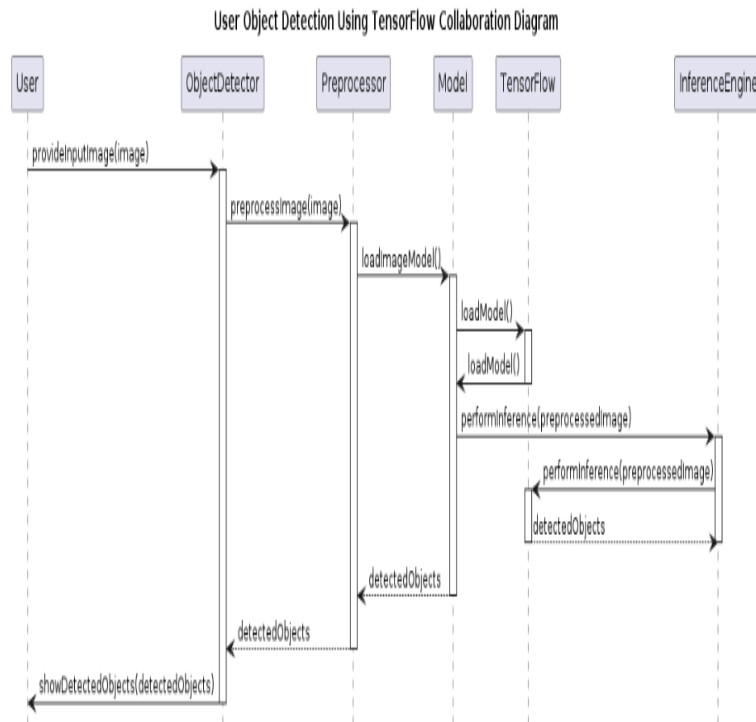 User Object Detection Using TensorFlow Collaboration Diagram
User
ObjectDetector
Preprocessor
Model
TensorFlow
InferenceEngine
provideInputImage(image)
preprocessImage(image)
loadImageModel()
loadModel()
loadModel()
performInference(preprocessedImage)
performInference(preprocessedImage)
detectedObjects
detectedObjects
detectedObjects
showDetectedObjects(detectedObjects)